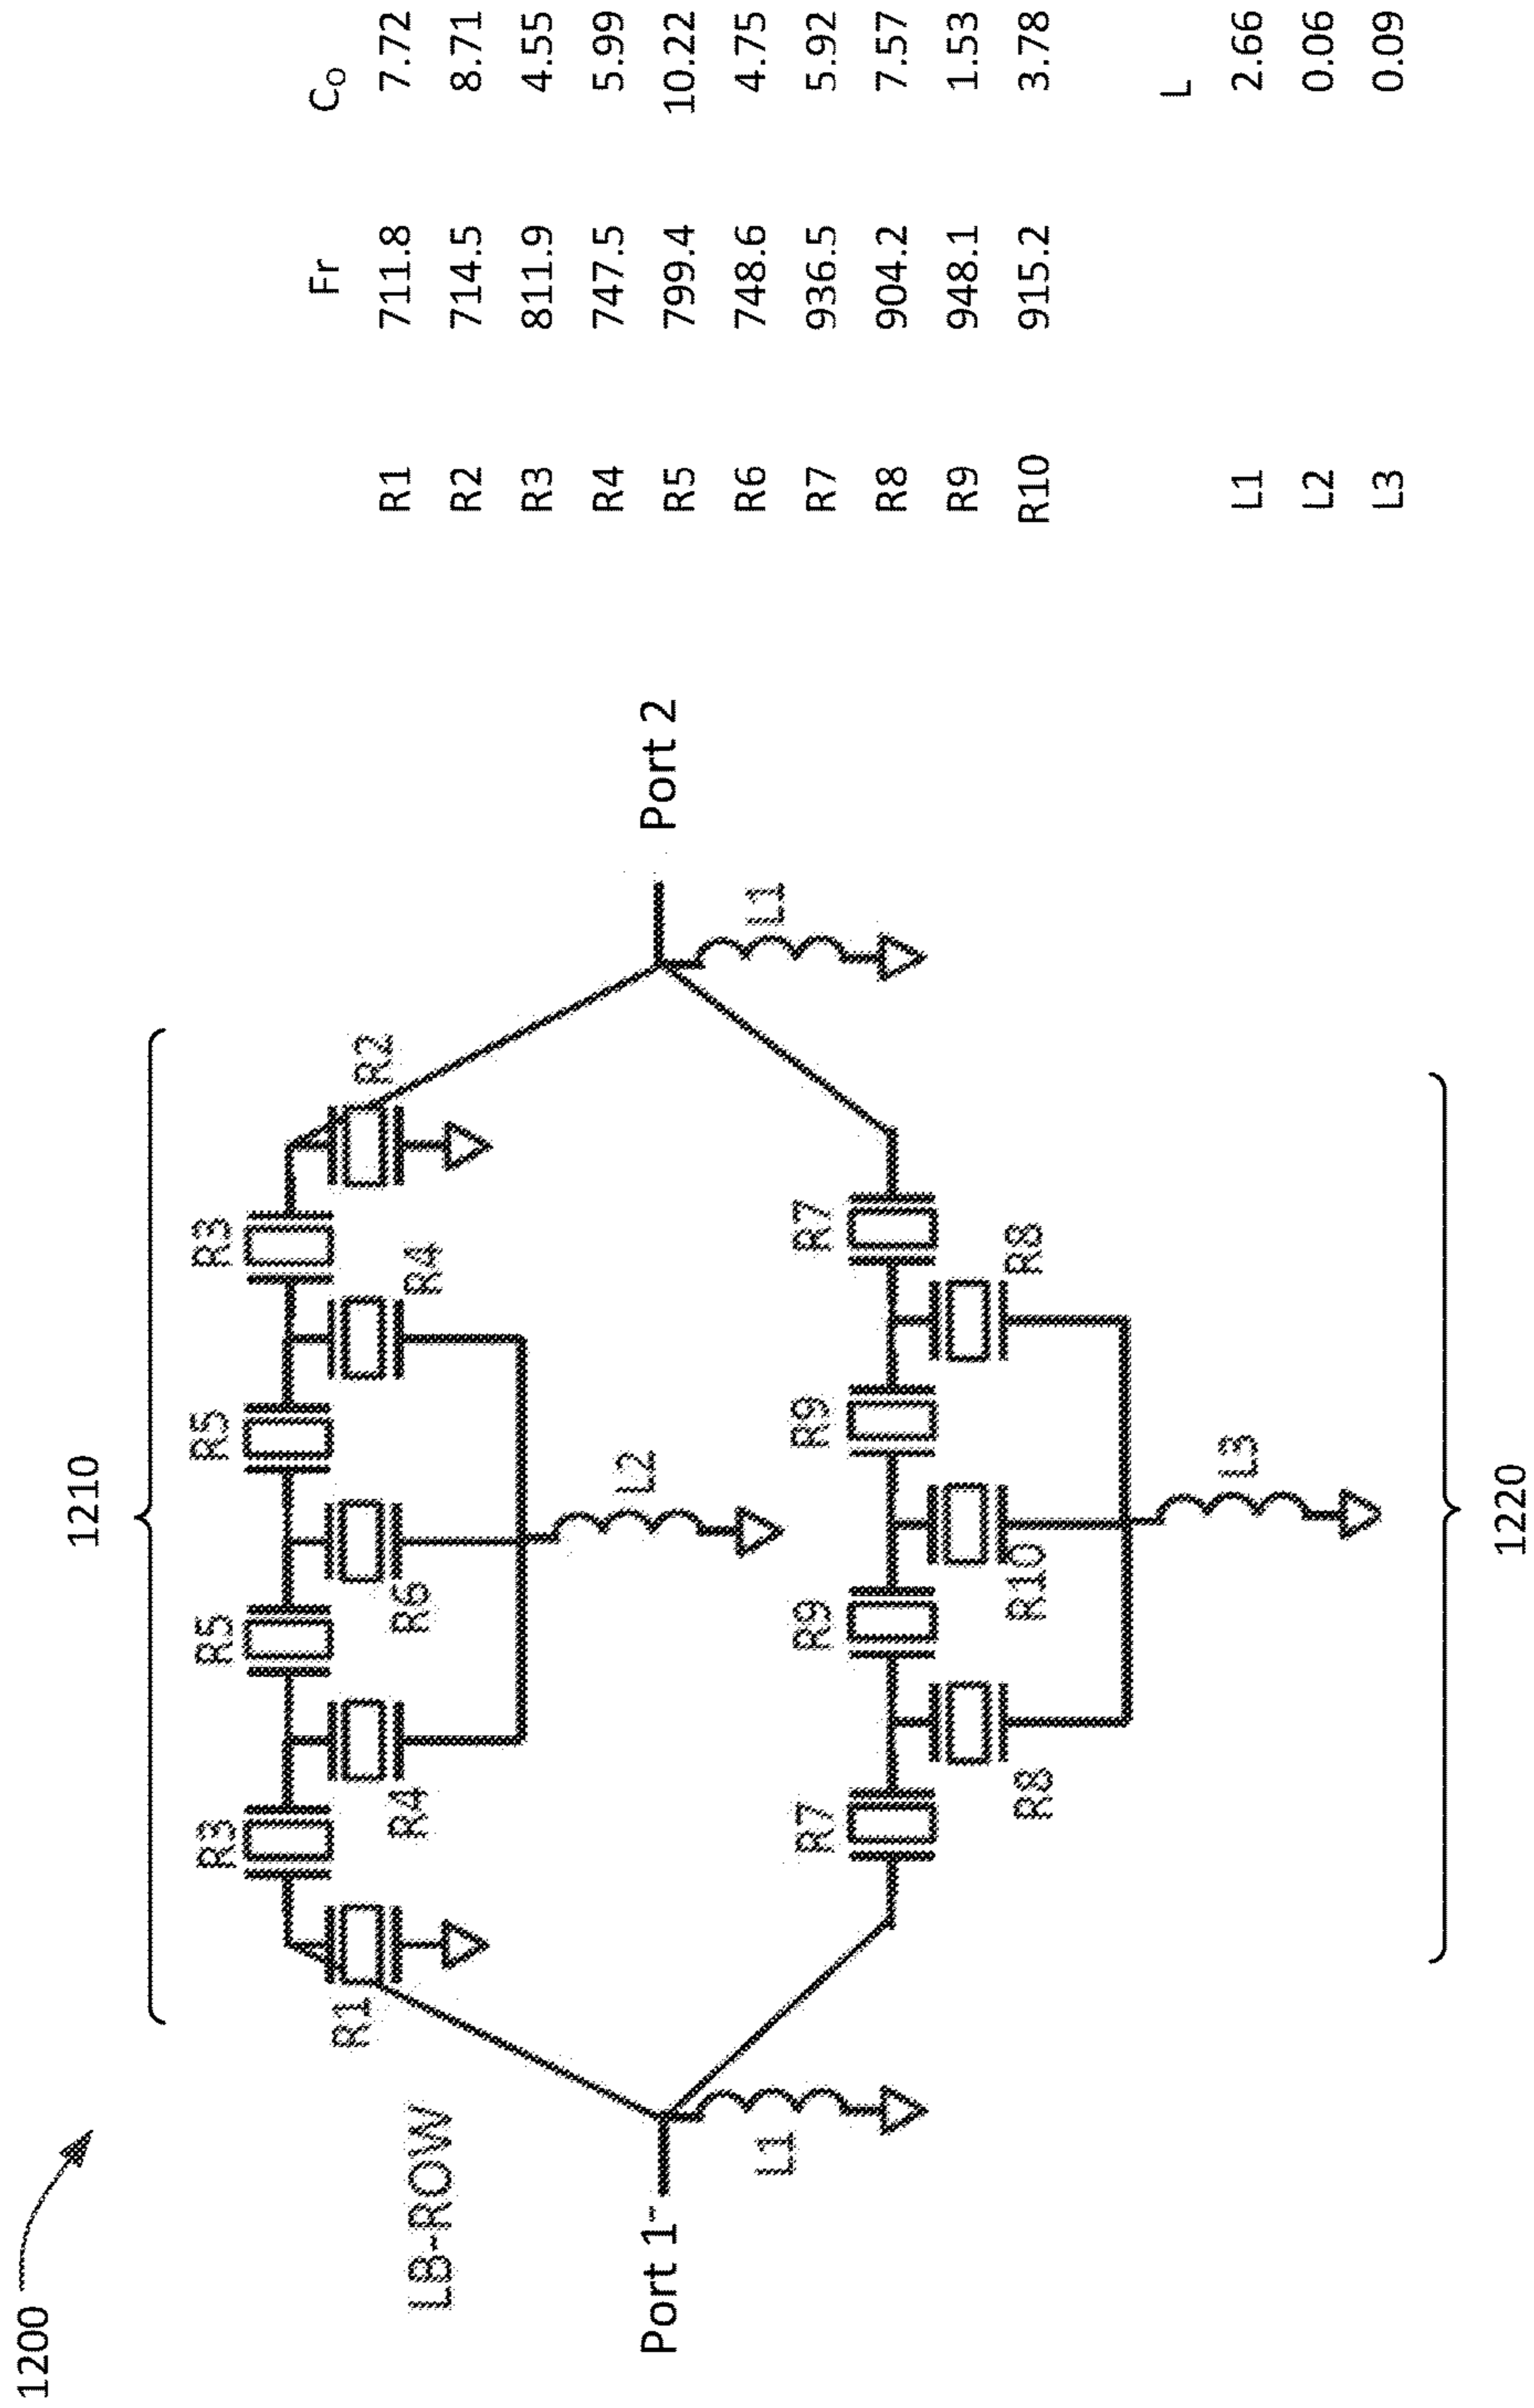 1200
1210
R3 R5 R5 R3
R1 R4 R6 R4 R2
LB-ROW
L2
Port 1
Port 2
L1 L1
R7 R9 R9 R7
R8 R10 R8
L3
1220
Fr C₀
R1 711.8 7.72
R2 714.5 8.71
R3 811.9 4.55
R4 747.5 5.99
R5 799.4 10.22
R6 748.6 4.75
R7 936.5 5.92
R8 904.2 7.57
R9 948.1 1.53
R10 915.2 3.78
L
L1 2.66
L2 0.06
L3 0.09